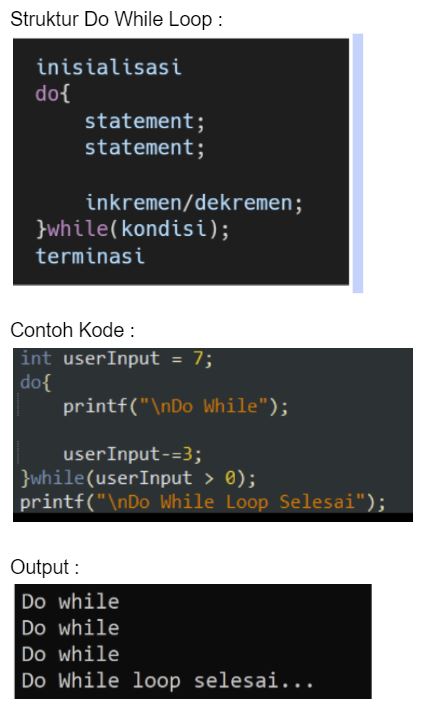 Struktur Do While Loop :
inisialisasi
do{
    statement;
    statement;
    inkremen/dekremen;
}while(kondisi);
terminasi
Contoh Kode :
int userInput = 7;
do{
    printf("\nDo While");
    userInput-=3;
}while(userInput > 0);
printf("\nDo While Loop Selesai");
Output :
Do while
Do while
Do while
Do While loop selesai...